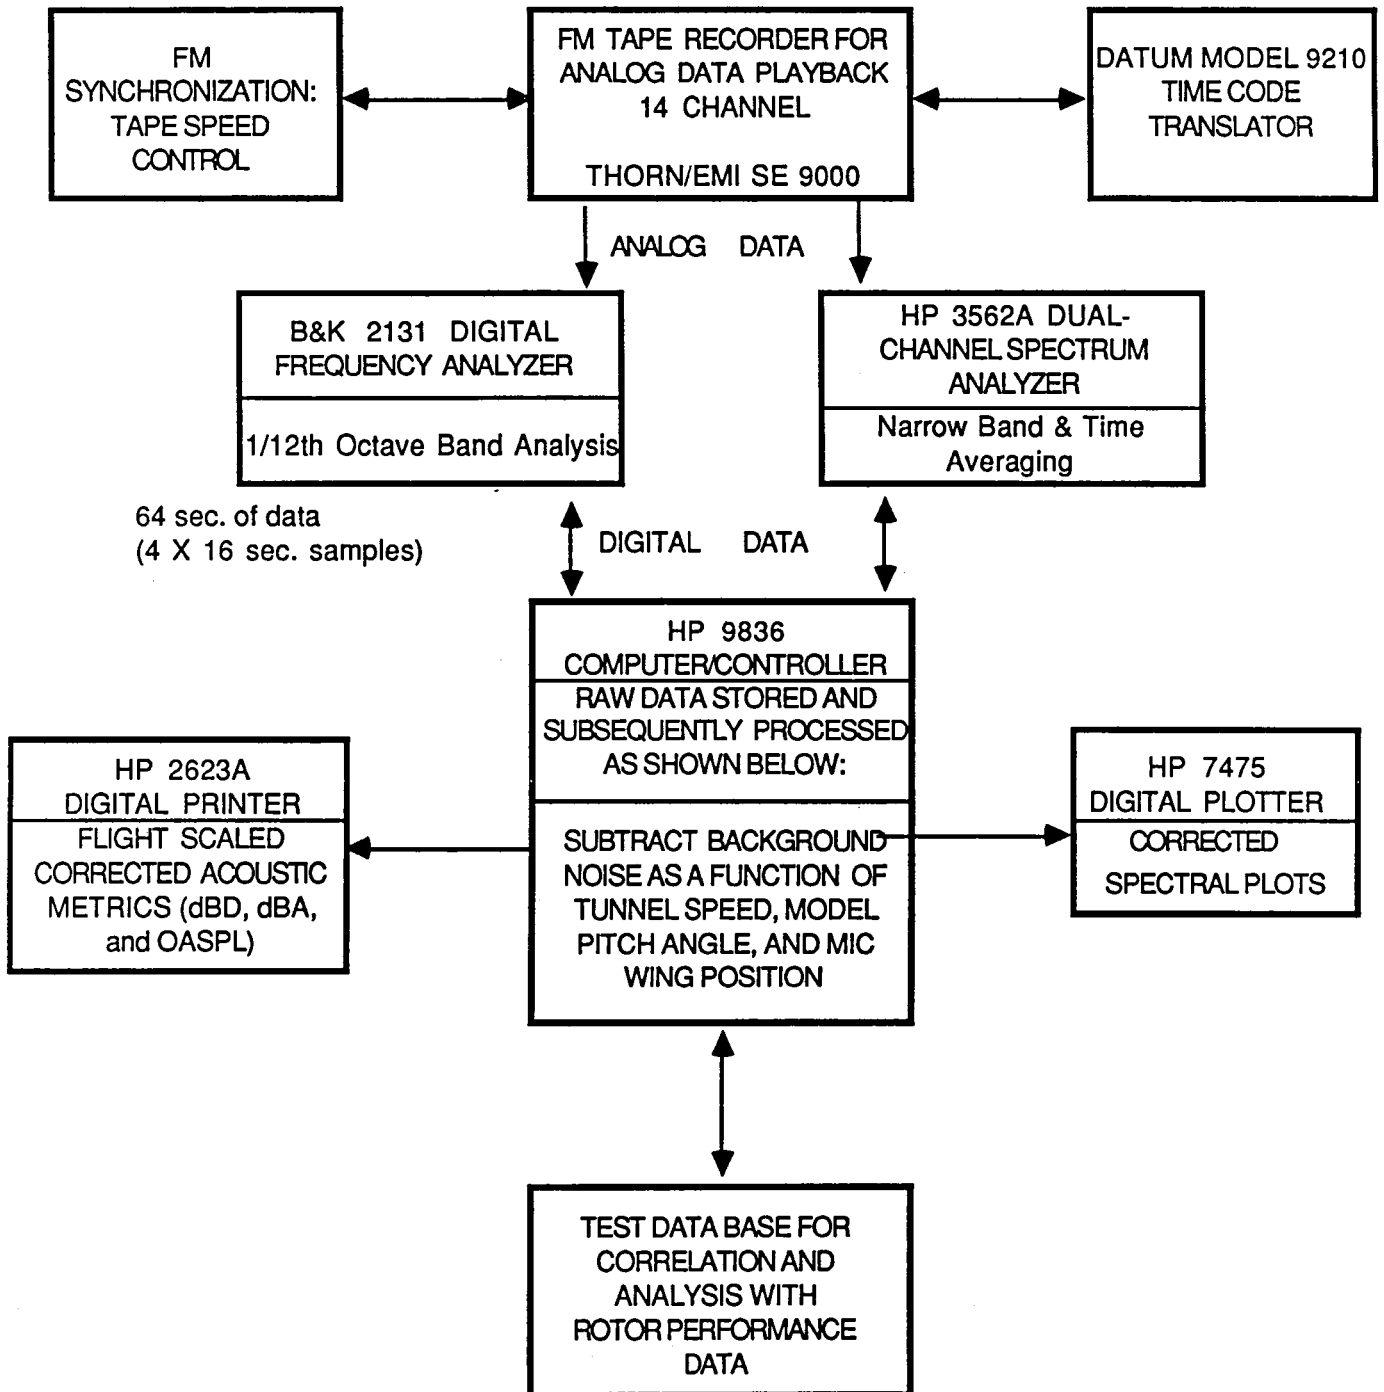 FM
SYNCHRONIZATION:
TAPE SPEED
CONTROL
FM TAPE RECORDER FOR
ANALOG DATA PLAYBACK
14 CHANNEL
THORN/EMI SE 9000
DATUM MODEL 9210
TIME CODE
TRANSLATOR
ANALOG DATA
B&K 2131 DIGITAL
FREQUENCY ANALYZER
1/12th Octave Band Analysis
HP 3562A DUAL-
CHANNEL SPECTRUM
ANALYZER
Narrow Band & Time
Averaging
64 sec. of data
(4 X 16 sec. samples)
DIGITAL DATA
HP 9836
COMPUTER/CONTROLLER
RAW DATA STORED AND
SUBSEQUENTLY PROCESSED
AS SHOWN BELOW:
SUBTRACT BACKGROUND
NOISE AS A FUNCTION OF
TUNNEL SPEED, MODEL
PITCH ANGLE, AND MIC
WING POSITION
HP 2623A
DIGITAL PRINTER
FLIGHT SCALED
CORRECTED ACOUSTIC
METRICS (dBD, dBA,
and OASPL)
HP 7475
DIGITAL PLOTTER
CORRECTED
SPECTRAL PLOTS
TEST DATA BASE FOR
CORRELATION AND
ANALYSIS WITH
ROTOR PERFORMANCE
DATA